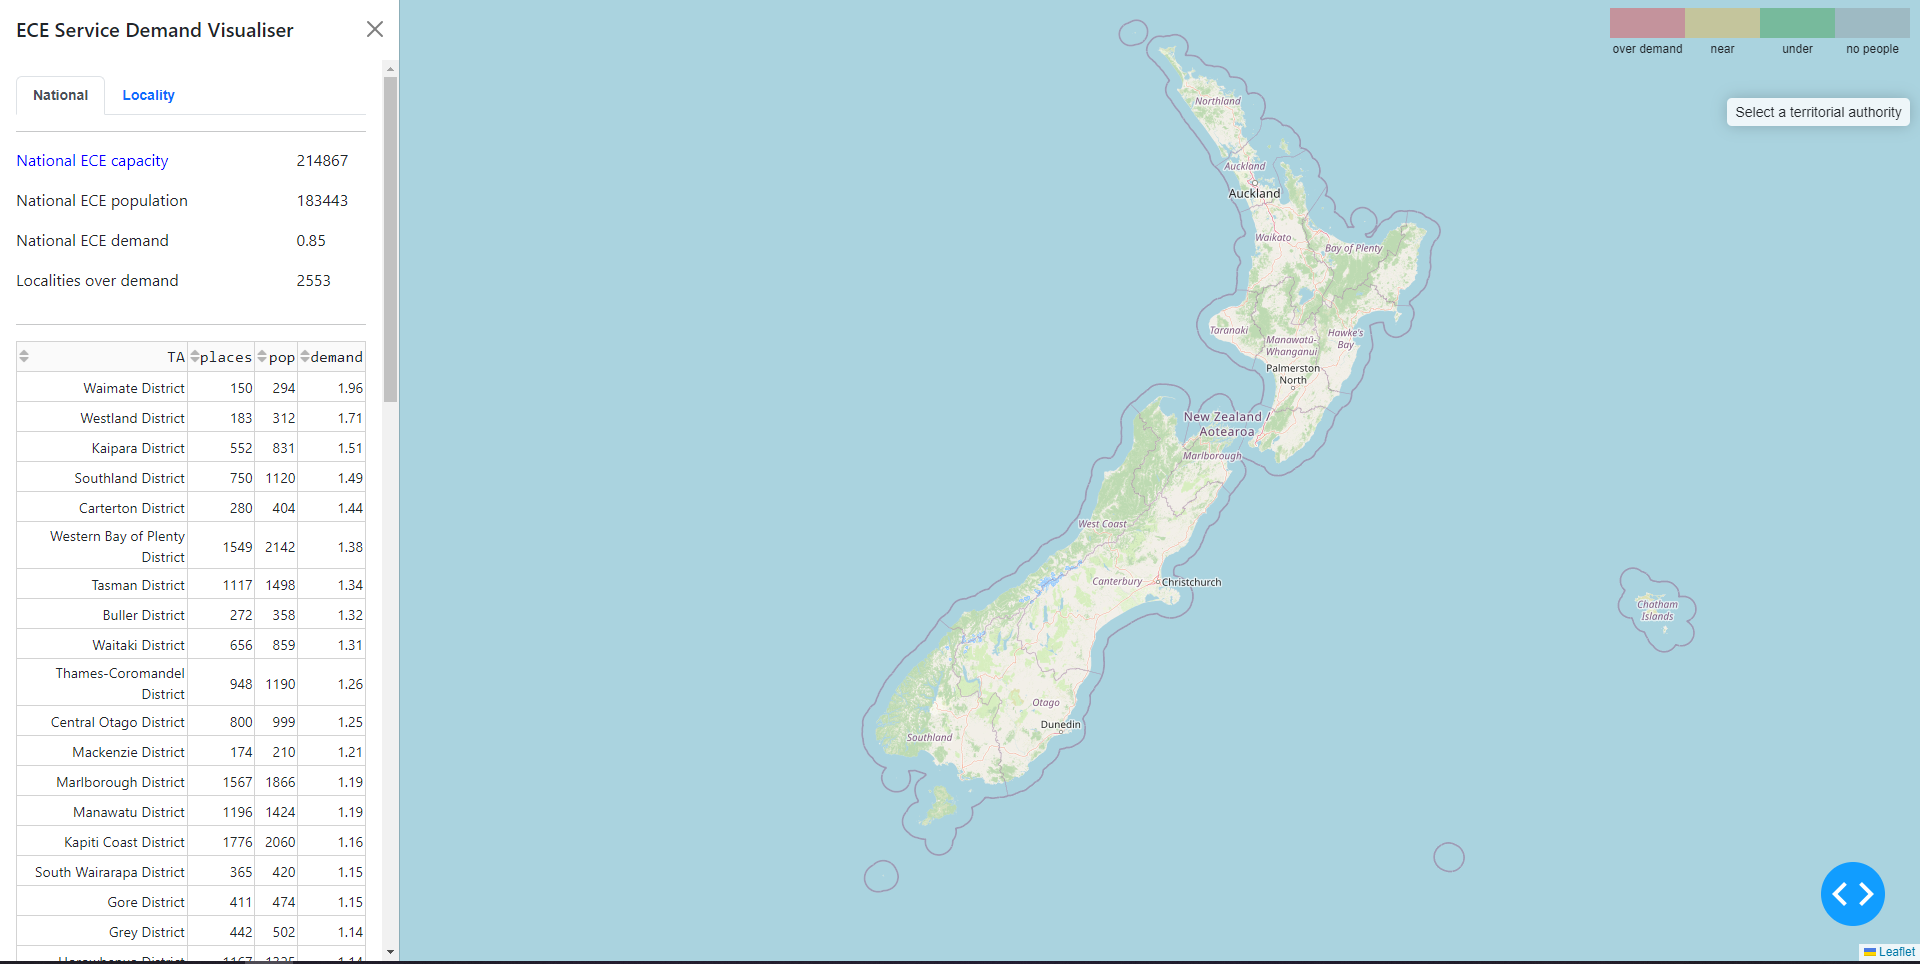 ECE Service Demand Visualiser
National Locality
National ECE capacity 214867
National ECE population 183443
National ECE demand 0.85
Localities over demand 2553
TA places pop demand
Waimate District 150 294 1.96
Westland District 183 312 1.71
Kaipara District 552 831 1.51
Southland District 750 1120 1.49
Carterton District 280 404 1.44
Western Bay of Plenty
District 1549 2142 1.38
Tasman District 1117 1498 1.34
Buller District 272 358 1.32
Waitaki District 656 859 1.31
Thames-Coromandel
District 948 1190 1.26
Central Otago District 800 999 1.25
Mackenzie District 174 210 1.21
Marlborough District 1567 1866 1.19
Manawatu District 1196 1424 1.19
Kapiti Coast District 1776 2060 1.16
South Wairarapa District 365 420 1.15
Gore District 411 474 1.15
Grey District 442 502 1.14
over demand near under no people
Select a territorial authority
Northland
Auckland
Auckland
Waikato
Bay of Plenty
Taranaki
Hawke's
Bay
Manawatū-
Whanganui
Palmerston
North
New Zealand /
Aotearoa
Marlborough
West Coast
Canterbury
Christchurch
Chatham
Islands
Otago
Dunedin
Southland
Leaflet